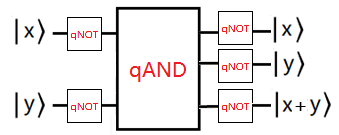 |x⟩ qNOT qNOT |x⟩
qAND qNOT |y⟩
|y⟩ qNOT qNOT |x+y⟩